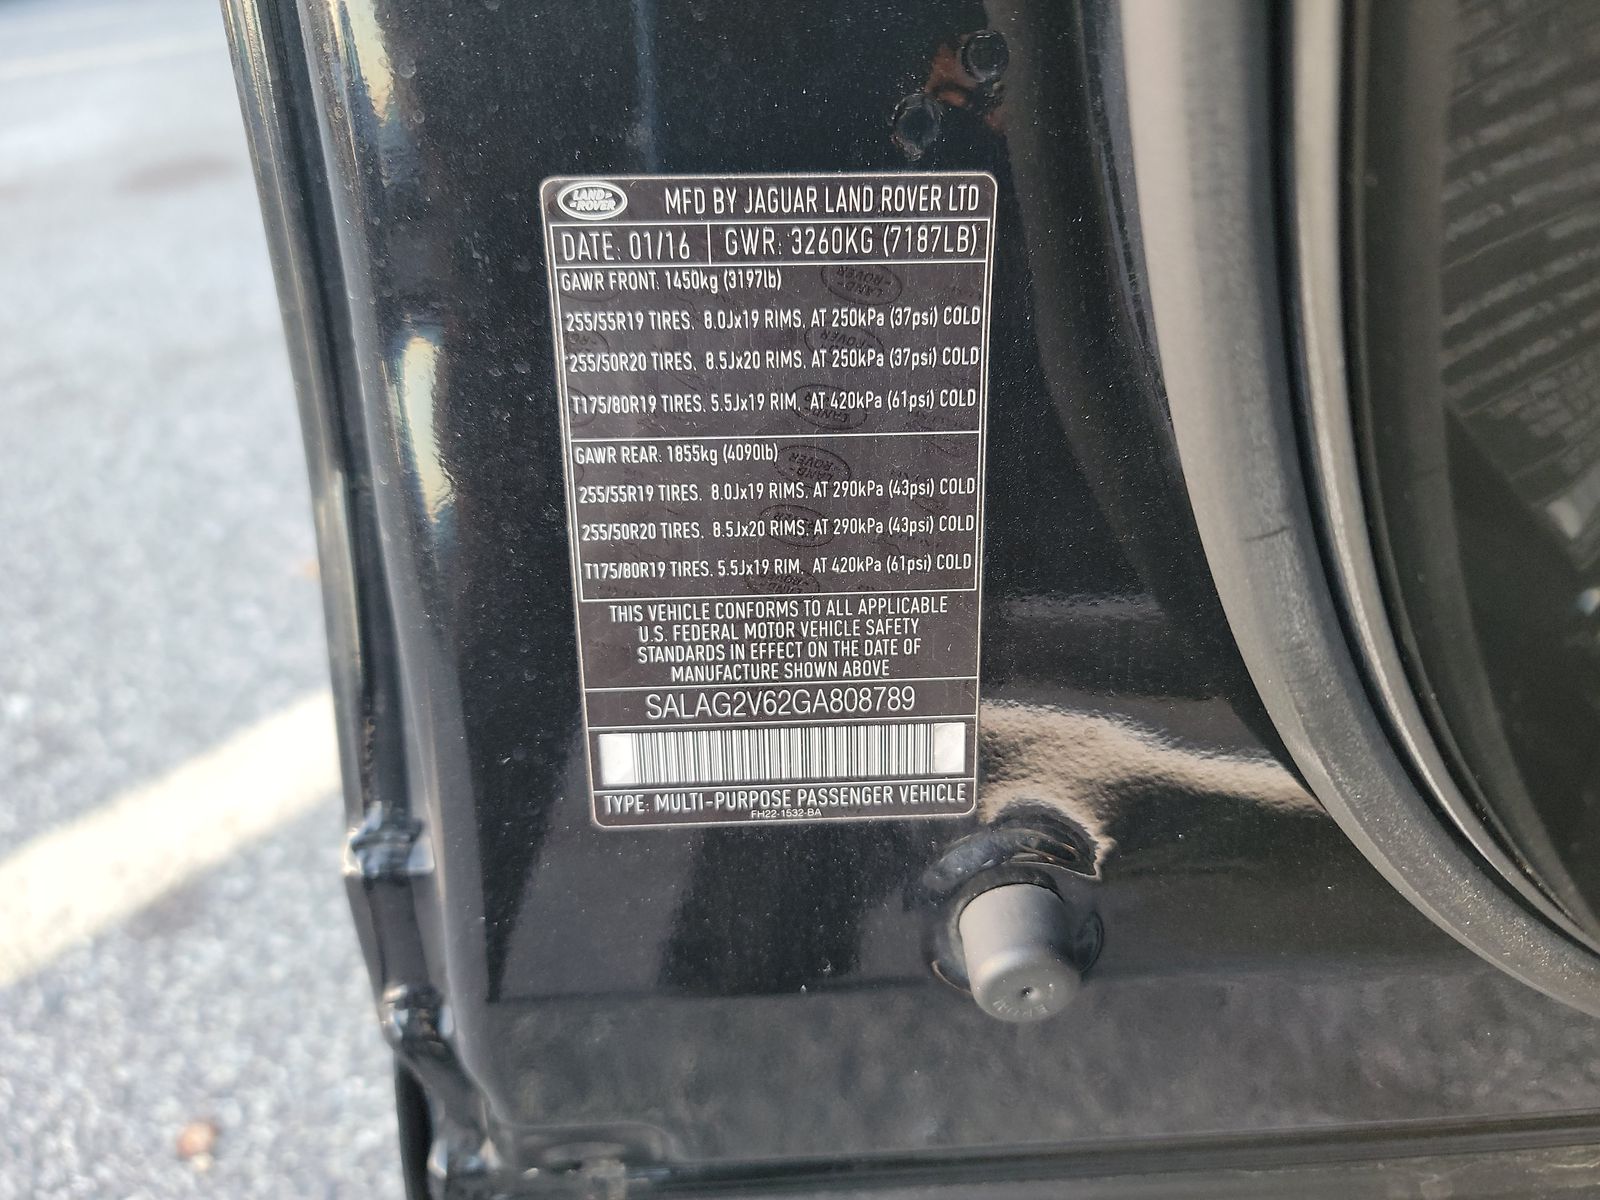 LAND ROVER
MFD BY JAGUAR LAND ROVER LTD
DATE: 01/16 GWR: 3260KG (7187LB)
GAWR FRONT: 1450kg (3197lb)
255/55R19 TIRES, 8.0Jx19 RIMS, AT 250kPa (37psi) COLD
255/50R20 TIRES, 8.5Jx20 RIMS, AT 250kPa (37psi) COLD
T175/80R19 TIRES, 5.5Jx19 RIM, AT 420kPa (61psi) COLD
GAWR REAR: 1855kg (4090lb)
255/55R19 TIRES, 8.0Jx19 RIMS, AT 290kPa (43psi) COLD
255/50R20 TIRES, 8.5Jx20 RIMS, AT 290kPa (43psi) COLD
T175/80R19 TIRES, 5.5Jx19 RIM, AT 420kPa (61psi) COLD
THIS VEHICLE CONFORMS TO ALL APPLICABLE
U.S. FEDERAL MOTOR VEHICLE SAFETY
STANDARDS IN EFFECT ON THE DATE OF
MANUFACTURE SHOWN ABOVE
SALAG2V62GA808789
TYPE: MULTI-PURPOSE PASSENGER VEHICLE
FH22-1532-BA